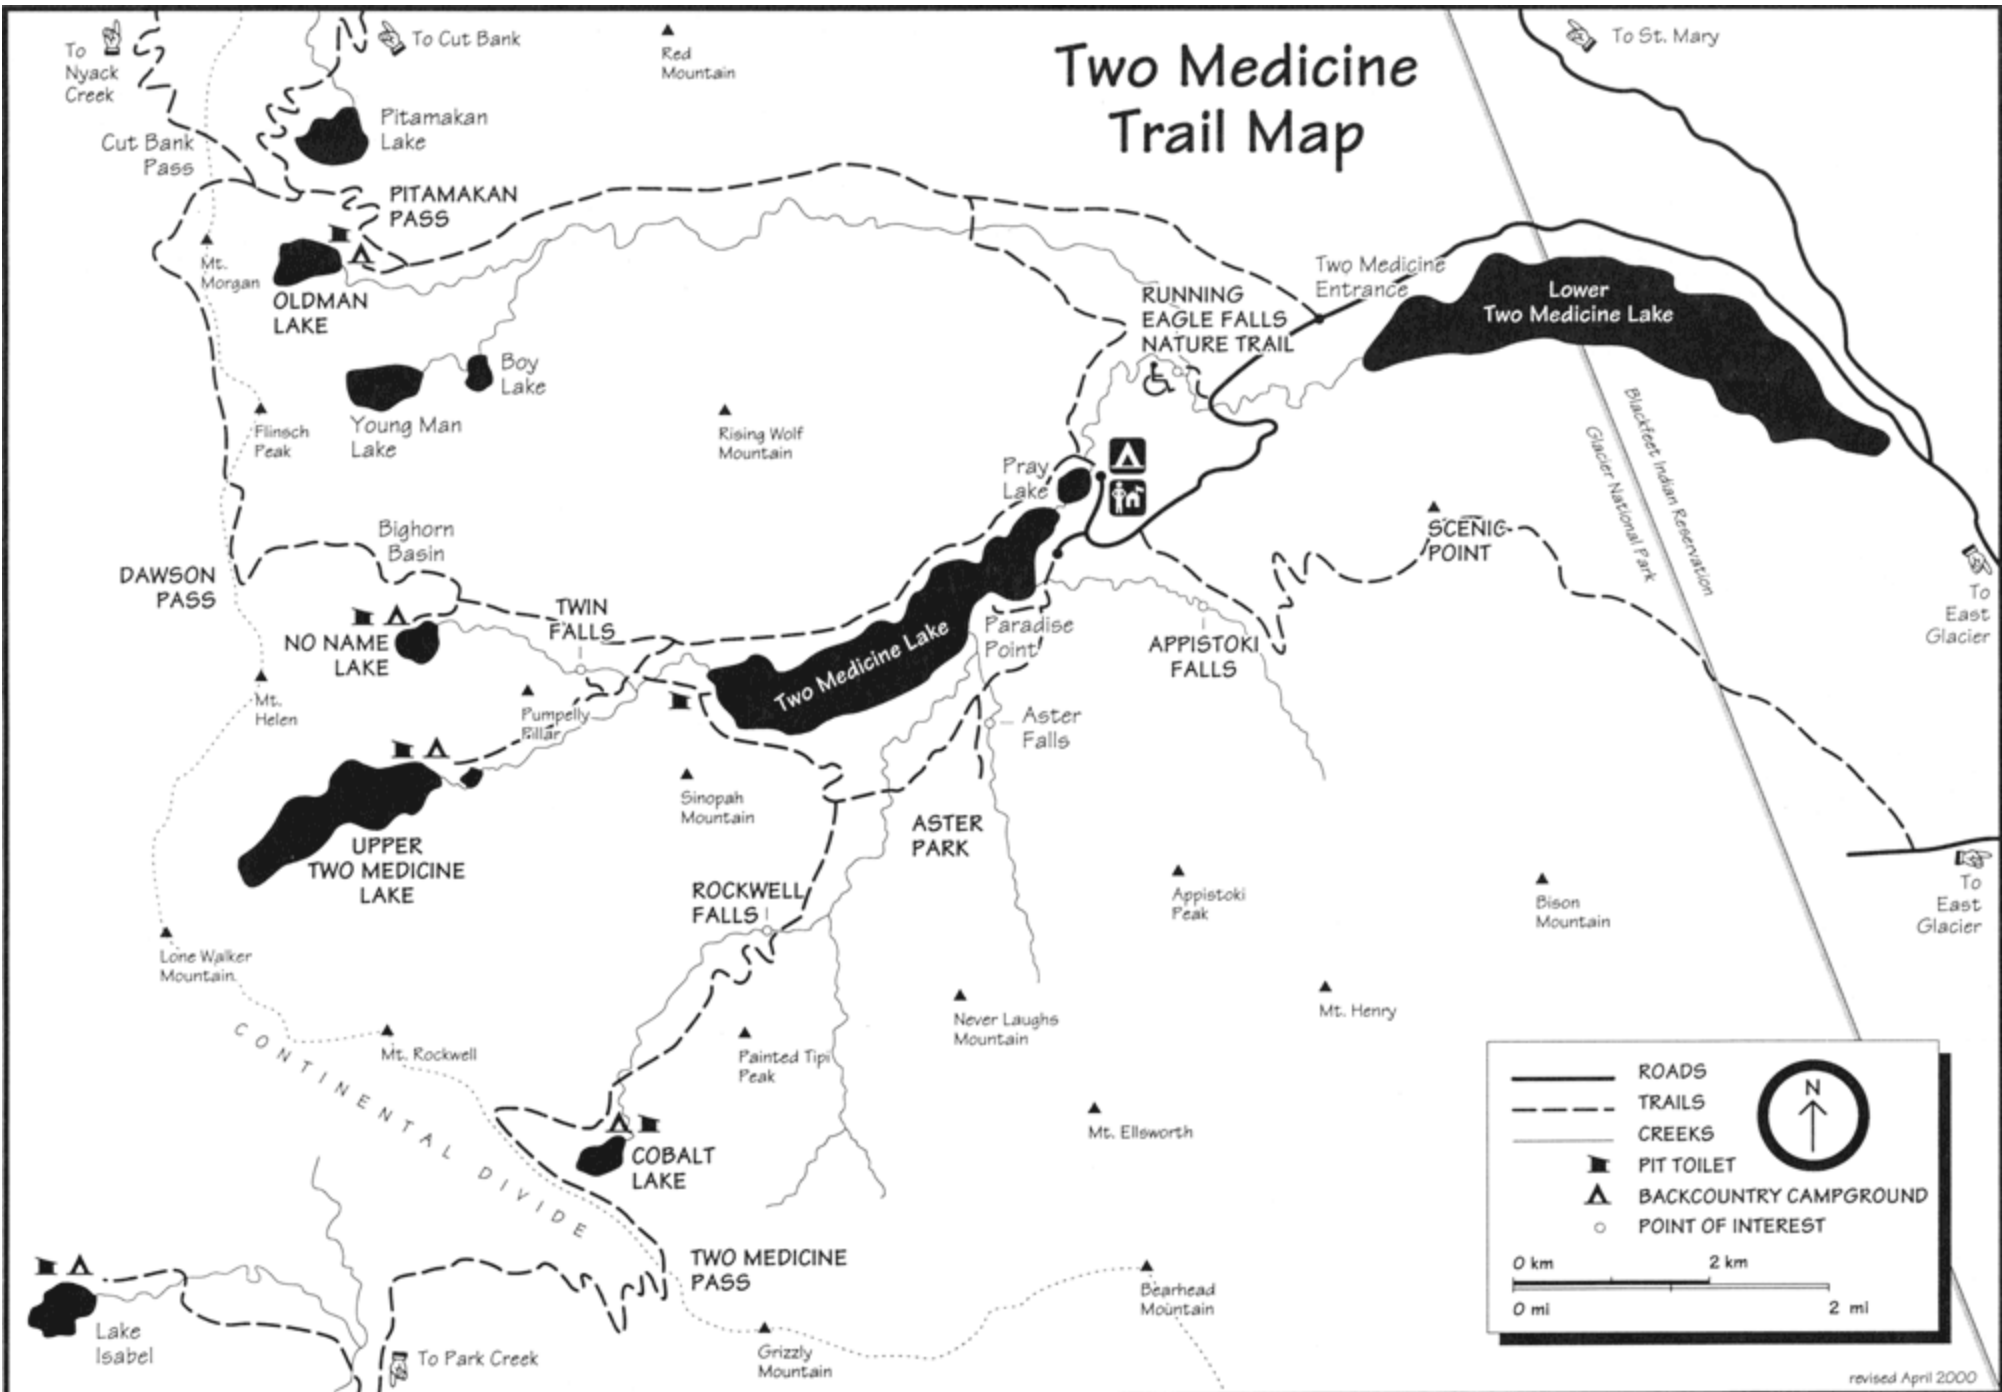 Two Medicine
Trail Map
To
Nyack
Creek
To Cut Bank
Red
Mountain
To St. Mary
Cut Bank
Pass
Pitamakan
Lake
PITAMAKAN
PASS
Mt.
Morgan
OLDMAN
LAKE
Two Medicine
Entrance
RUNNING
EAGLE FALLS
NATURE TRAIL
Lower
Two Medicine Lake
Boy
Lake
Young Man
Lake
Flinsch
Peak
Rising Wolf
Mountain
Pray
Lake
Blackfeet Indian Reservation
Glacier National Park
SCENIC
POINT
Bighorn
Basin
DAWSON
PASS
TWIN
FALLS
NO NAME
LAKE
Two Medicine Lake
Paradise
Point
APPISTOKI
FALLS
To
East
Glacier
Mt.
Helen
Pumpelly
Pillar
Aster
Falls
Sinopah
Mountain
UPPER
TWO MEDICINE
LAKE
ASTER
PARK
ROCKWELL
FALLS
Appistoki
Peak
Bison
Mountain
To
East
Glacier
Lone Walker
Mountain
Never Laughs
Mountain
Mt. Henry
CONTINENTAL DIVIDE
Mt. Rockwell
Painted Tipi
Peak
Mt. Ellsworth
COBALT
LAKE
TWO MEDICINE
PASS
Bearhead
Mountain
Lake
Isabel
To Park Creek
Grizzly
Mountain
ROADS
TRAILS
CREEKS
PIT TOILET
BACKCOUNTRY CAMPGROUND
POINT OF INTEREST
N
0 km 2 km
0 mi 2 mi
revised April 2000